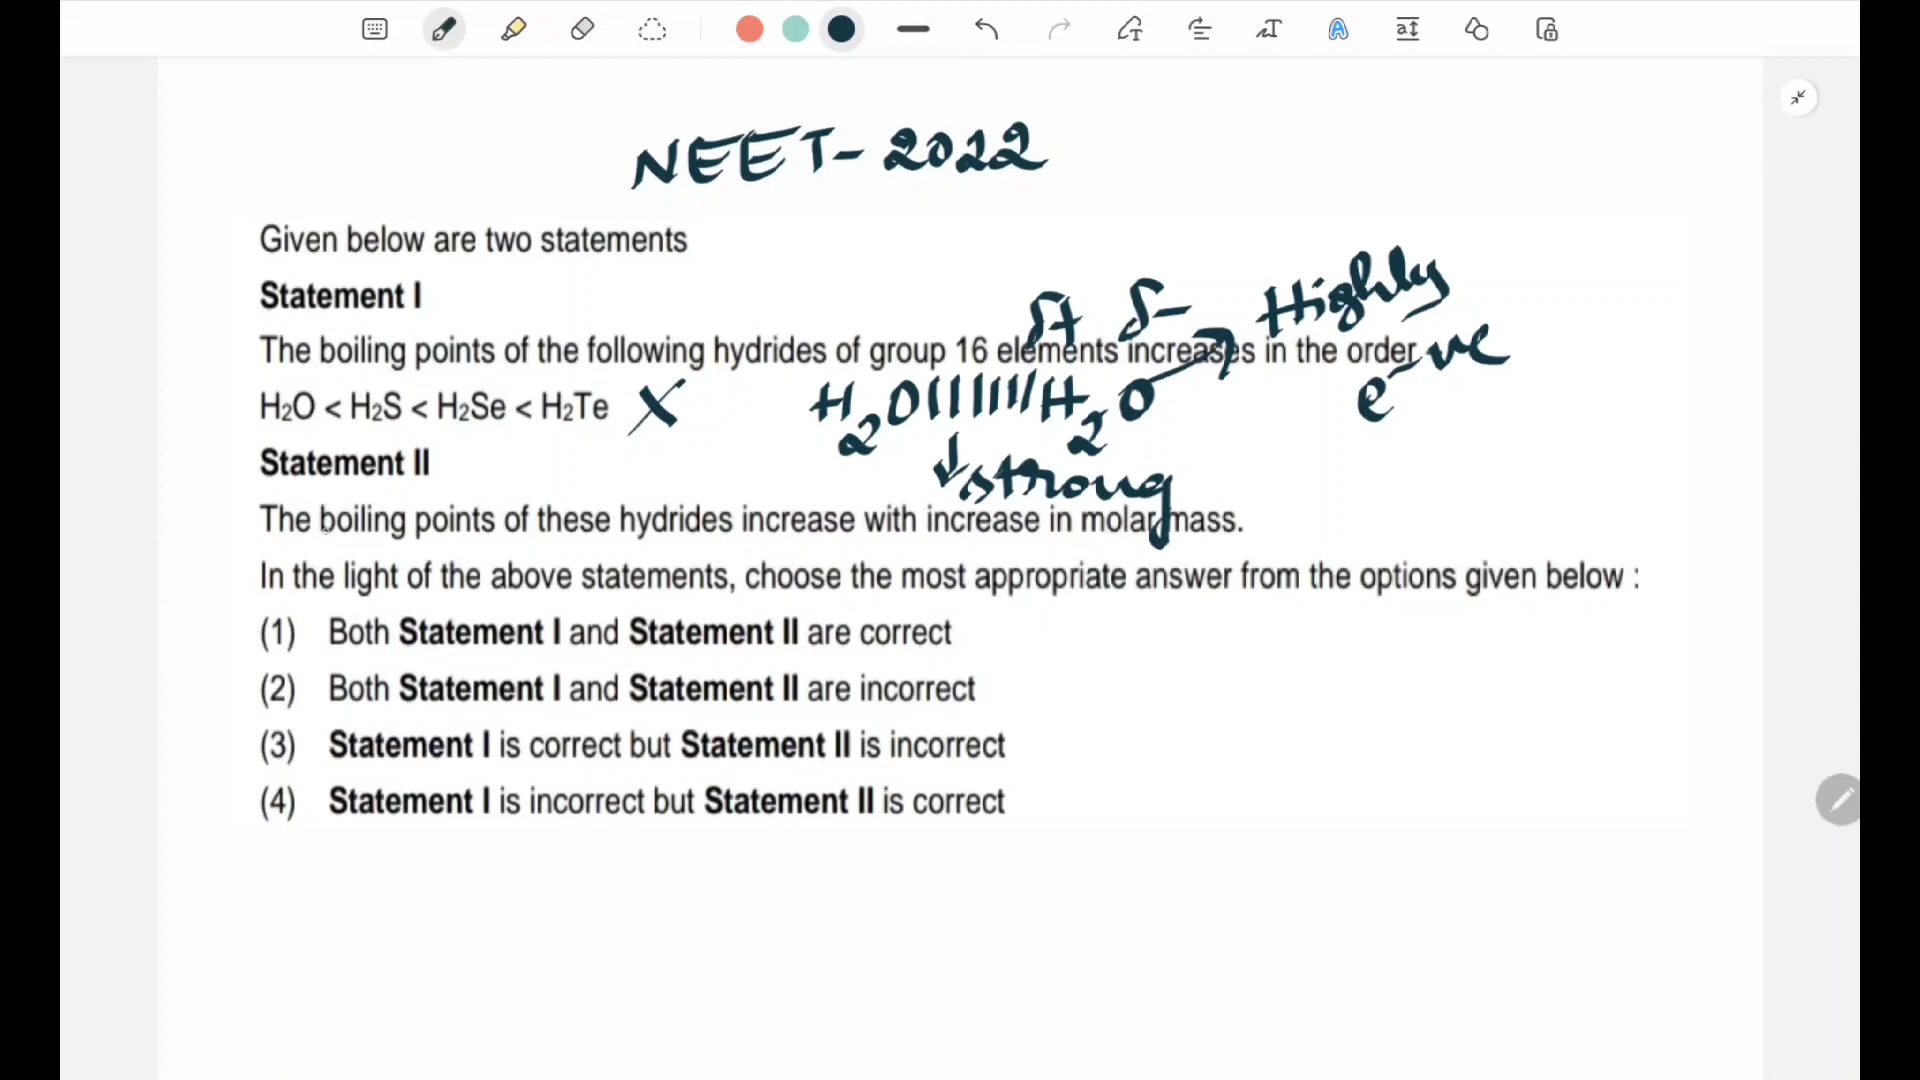 NEET-2022
Given below are two statements
Statement I
δ+ δ- Highly
The boiling points of the following hydrides of group 16 elements increases in the order
e-ve
H₂O < H₂S < H₂Se < H₂Te X H₂O||||||||H₂O
Statement II
strong
The boiling points of these hydrides increase with increase in molar mass.
In the light of the above statements, choose the most appropriate answer from the options given below :
(1) Both Statement I and Statement II are correct
(2) Both Statement I and Statement II are incorrect
(3) Statement I is correct but Statement II is incorrect
(4) Statement I is incorrect but Statement II is correct